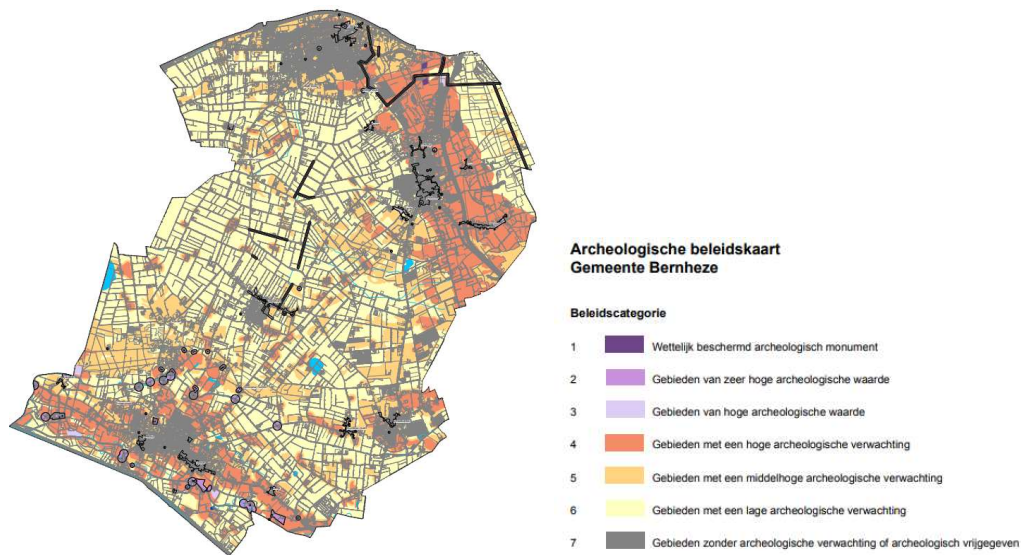 Archeologische beleidskaart
Gemeente Bernheze
Beleidscategorie
1 Wettelijk beschermd archeologisch monument
2 Gebieden van zeer hoge archeologische waarde
3 Gebieden van hoge archeologische waarde
4 Gebieden met een hoge archeologische verwachting
5 Gebieden met een middelhoge archeologische verwachting
6 Gebieden met een lage archeologische verwachting
7 Gebieden zonder archeologische verwachting of archeologisch vrijgegeven